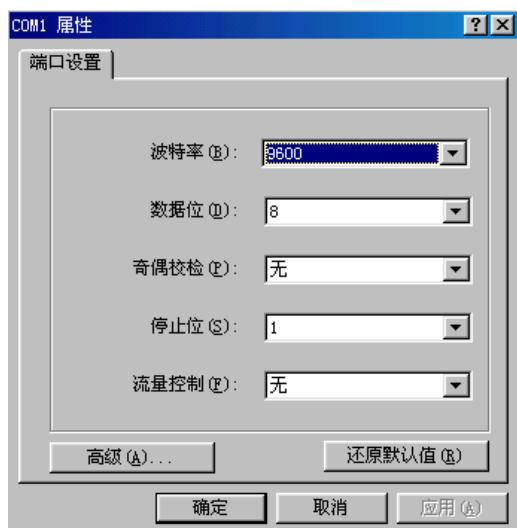 COM1 属性
端口设置
波特率(B): 9600
数据位(D): 8
奇偶校检(P): 无
停止位(S): 1
流量控制(F): 无
高级(A)... 还原默认值(R)
确定 取消 应用(A)